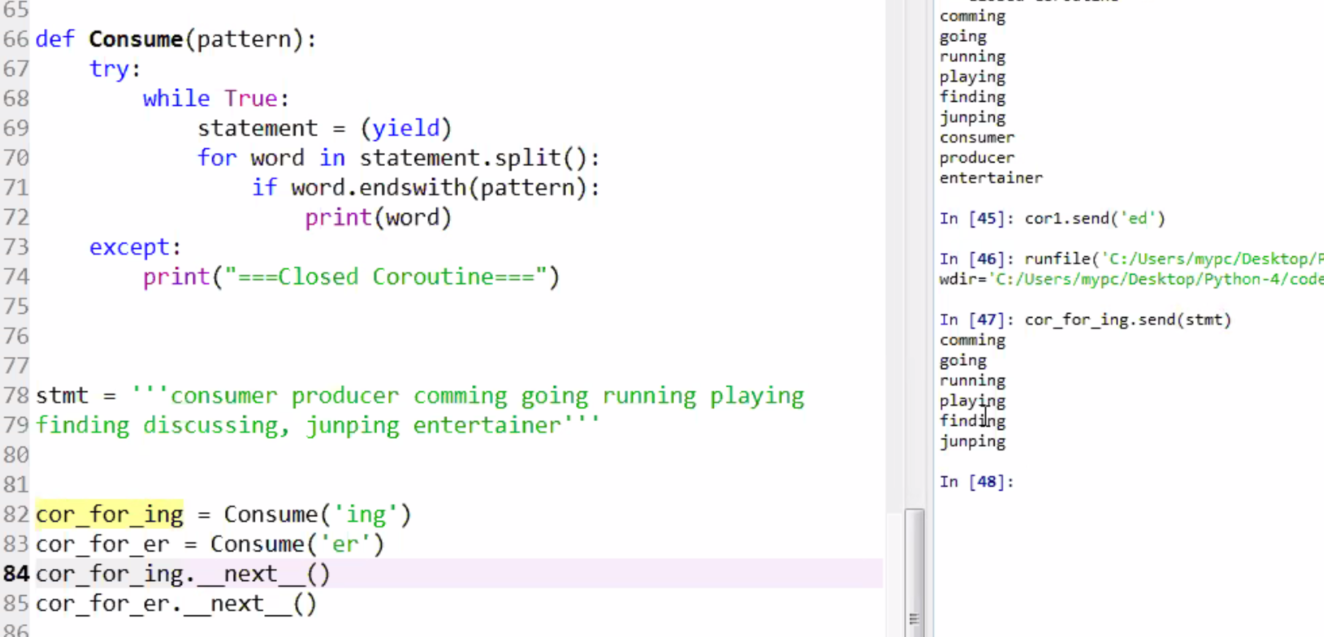 65
66 def Consume(pattern):
67     try:
68         while True:
69             statement = (yield)
70             for word in statement.split():
71                 if word.endswith(pattern):
72                     print(word)
73     except:
74         print("===Closed Coroutine===")
75
76
77
78 stmt = '''consumer producer comming going running playing
79 finding discussing, junping entertainer'''
80
81
82 cor_for_ing = Consume('ing')
83 cor_for_er = Consume('er')
84 cor_for_ing.__next__()
85 cor_for_er.__next__()
86
comming
going
running
playing
finding
junping
consumer
producer
entertainer
In [45]: cor1.send('ed')
In [46]: runfile('C:/Users/mypc/Desktop/
wdir='C:/Users/mypc/Desktop/Python-4/code
In [47]: cor_for_ing.send(stmt)
comming
going
running
playing
finding
junping
In [48]: